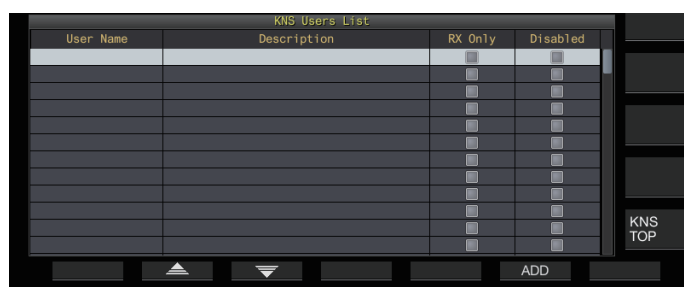 KNS Users List
User Name Description RX Only Disabled
KNS
TOP
ADD